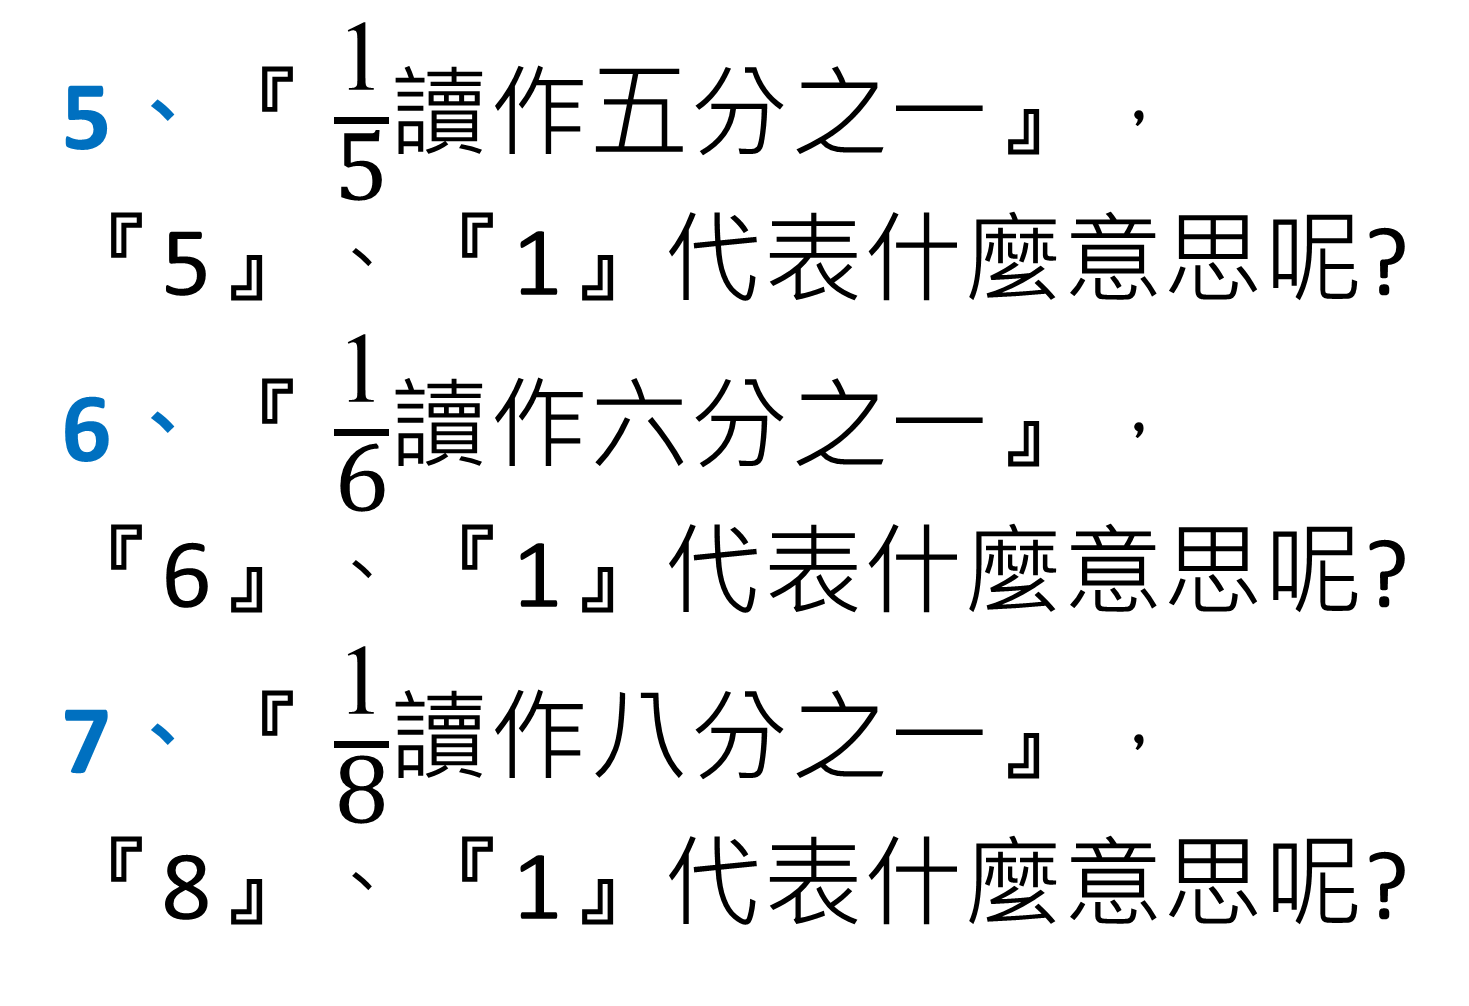 5、『1/5讀作五分之一』，
『5』、『1』代表什麼意思呢?
6、『1/6讀作六分之一』，
『6』、『1』代表什麼意思呢?
7、『1/8讀作八分之一』，
『8』、『1』代表什麼意思呢?